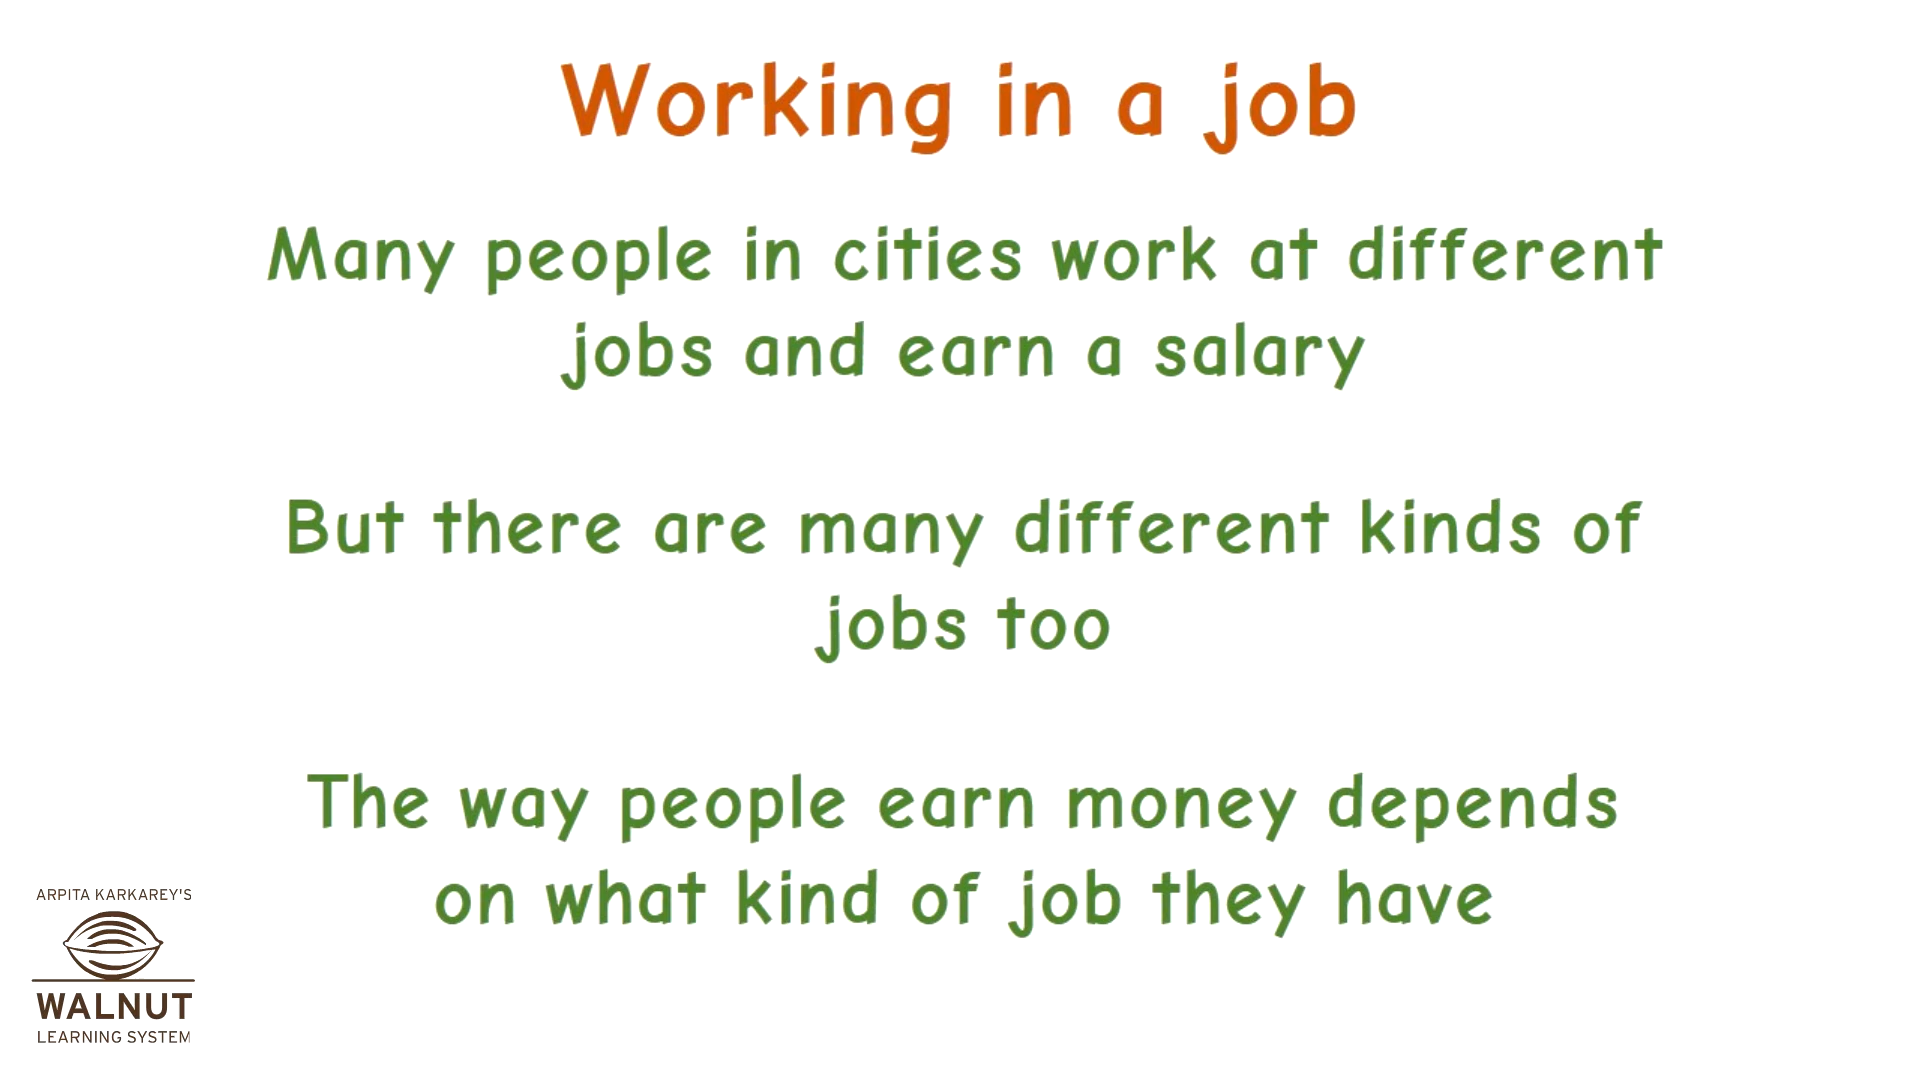 Working in a job
Many people in cities work at different
jobs and earn a salary
But there are many different kinds of
jobs too
The way people earn money depends
on what kind of job they have
ARPITA KARKAREY'S
WALNUT
LEARNING SYSTEM